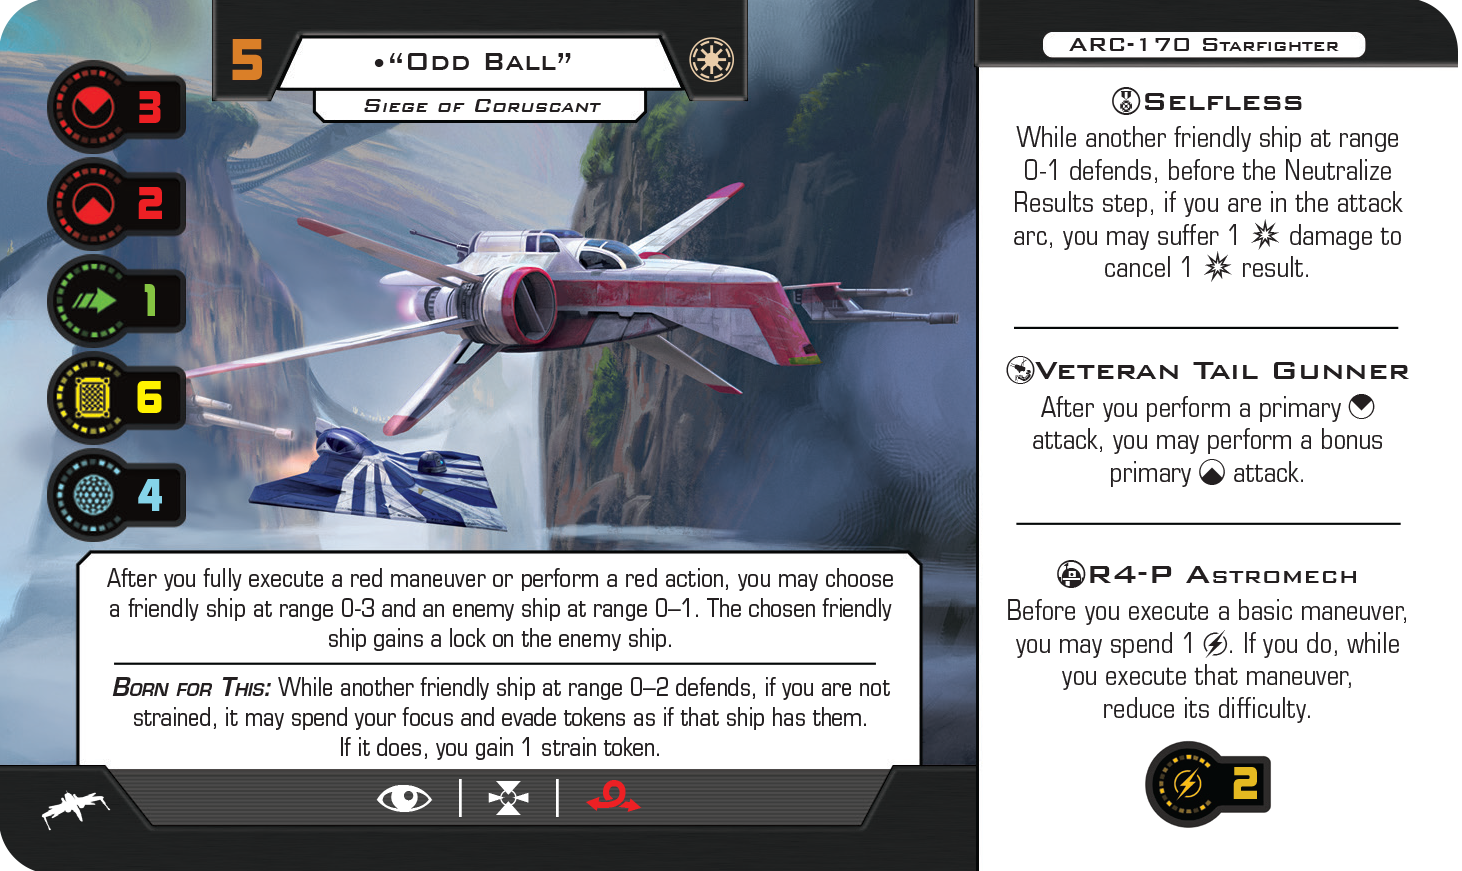 5
•“Odd Ball”
Siege of Coruscant
3
2
1
6
4
After you fully execute a red maneuver or perform a red action, you may choose
a friendly ship at range 0-3 and an enemy ship at range 0–1. The chosen friendly
ship gains a lock on the enemy ship.
Born for This: While another friendly ship at range 0–2 defends, if you are not
strained, it may spend your focus and evade tokens as if that ship has them.
If it does, you gain 1 strain token.
ARC-170 Starfighter
Selfless
While another friendly ship at range
0-1 defends, before the Neutralize
Results step, if you are in the attack
arc, you may suffer 1 damage to
cancel 1 result.
Veteran Tail Gunner
After you perform a primary
attack, you may perform a bonus
primary attack.
R4-P Astromech
Before you execute a basic maneuver,
you may spend 1 . If you do, while
you execute that maneuver,
reduce its difficulty.
2